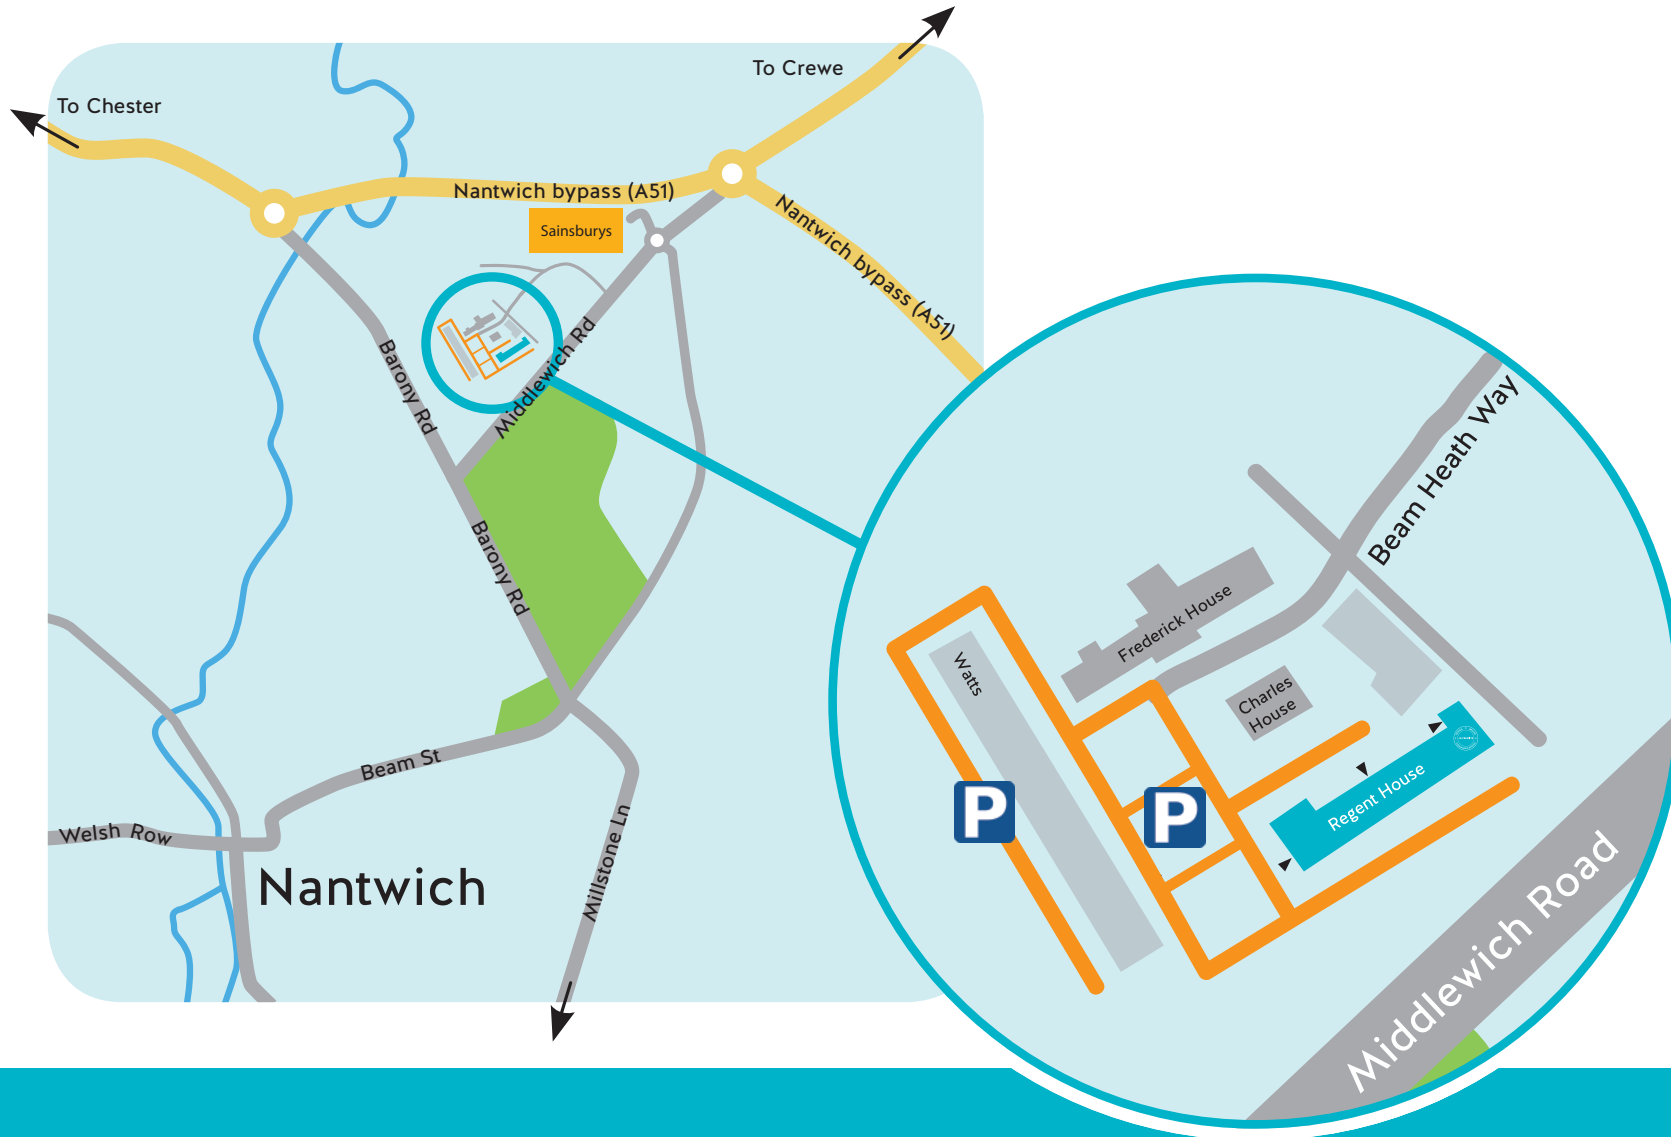 To Crewe
To Chester
Nantwich bypass (A51)
Sainsburys
Nantwich bypass (A51)
Middlewich Rd
Barony Rd
Barony Rd
Beam St
Welsh Row
Nantwich
Millstone Ln
Beam Heath Way
Frederick House
Watts
Charles
House
P
P
Regent House
Middlewich Road